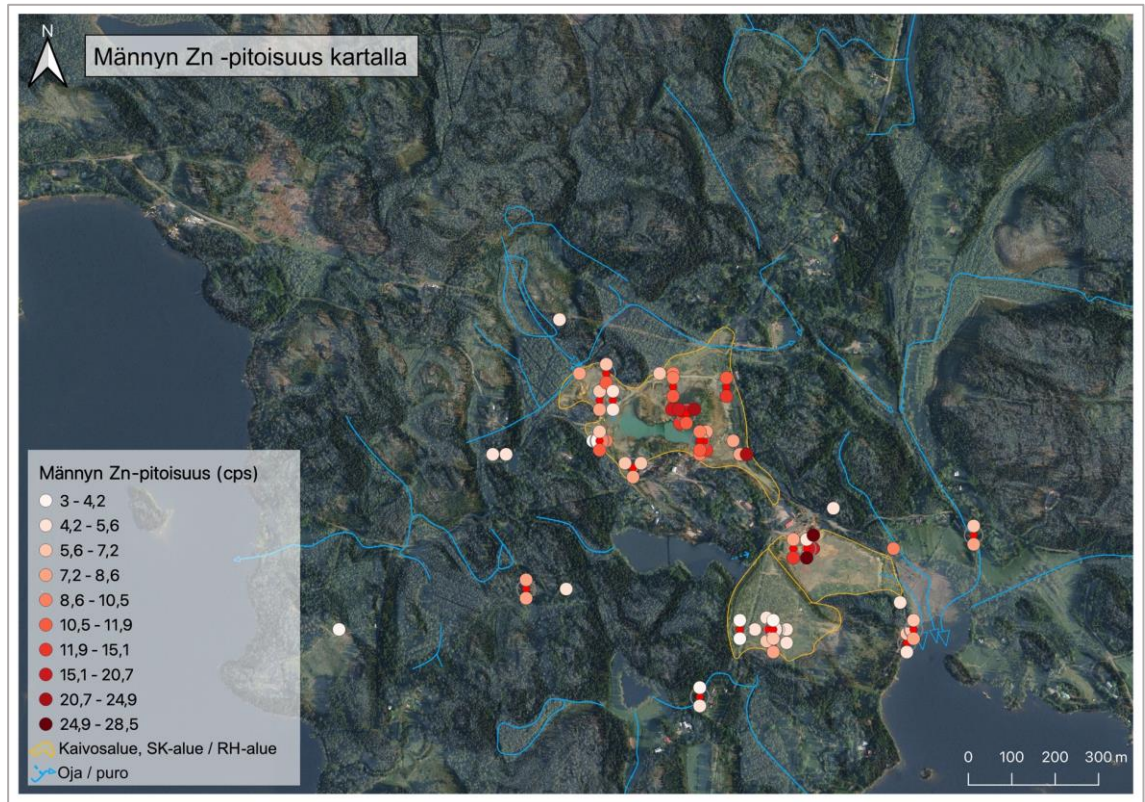 N
Männyn Zn -pitoisuus kartalla
Männyn Zn-pitoisuus (cps)
3 - 4,2
4,2 - 5,6
5,6 - 7,2
7,2 - 8,6
8,6 - 10,5
10,5 - 11,9
11,9 - 15,1
15,1 - 20,7
20,7 - 24,9
24,9 - 28,5
Kaivosalue, SK-alue / RH-alue
Oja / puro
0 100 200 300 m